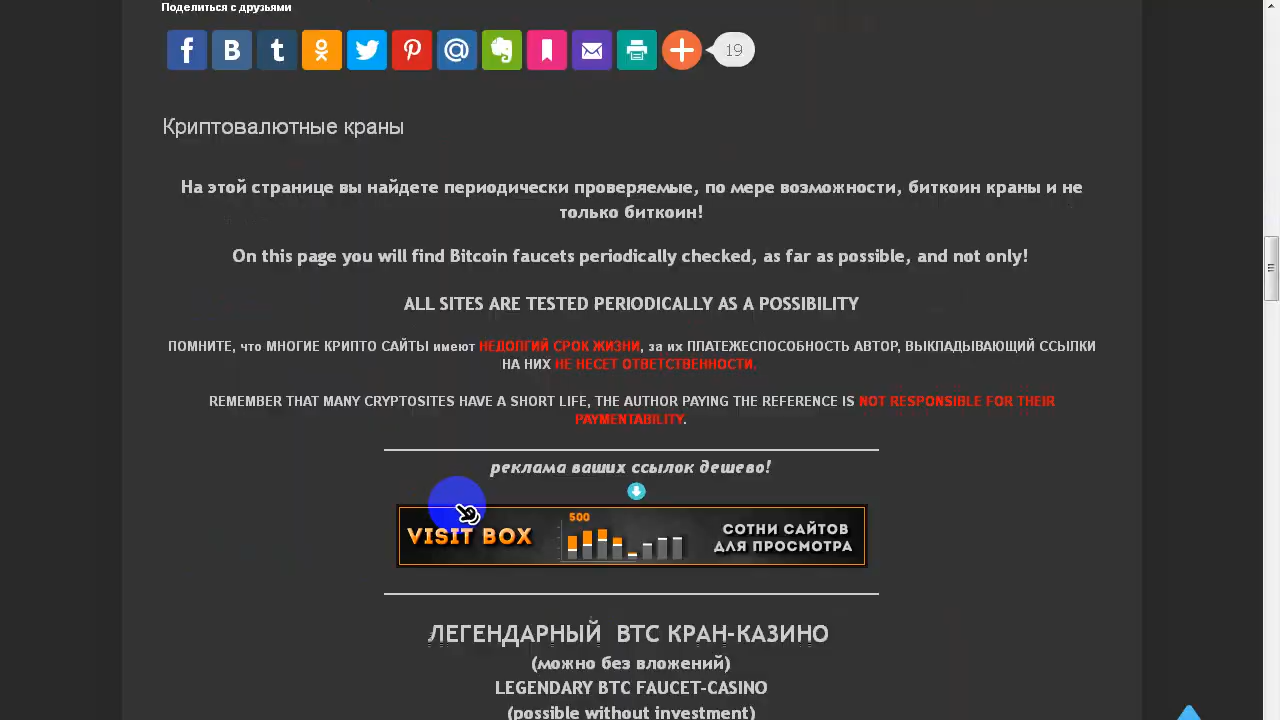 Поделиться с друзьями
19
Криптовалютные краны
На этой странице вы найдете периодически проверяемые, по мере возможности, биткоин краны и не
только биткоин!
On this page you will find Bitcoin faucets periodically checked, as far as possible, and not only!
ALL SITES ARE TESTED PERIODICALLY AS A POSSIBILITY
ПОМНИТЕ, что МНОГИЕ КРИПТО САЙТЫ имеют НЕДОЛГИЙ СРОК ЖИЗНИ, за их ПЛАТЕЖЕСПОСОБНОСТЬ АВТОР, ВЫКЛАДЫВАЮЩИЙ ССЫЛКИ
НА НИХ НЕ НЕСЕТ ОТВЕТСТВЕННОСТИ.
REMEMBER THAT MANY CRYPTOSITES HAVE A SHORT LIFE, THE AUTHOR PAYING THE REFERENCE IS NOT RESPONSIBLE FOR THEIR
PAYMENTABILITY.
реклама ваших ссылок дешево!
500
VISIT BOX
СОТНИ САЙТОВ
ДЛЯ ПРОСМОТРА
ЛЕГЕНДАРНЫЙ BTC КРАН-КАЗИНО
(можно без вложений)
LEGENDARY BTC FAUCET-CASINO
(possible without investment)